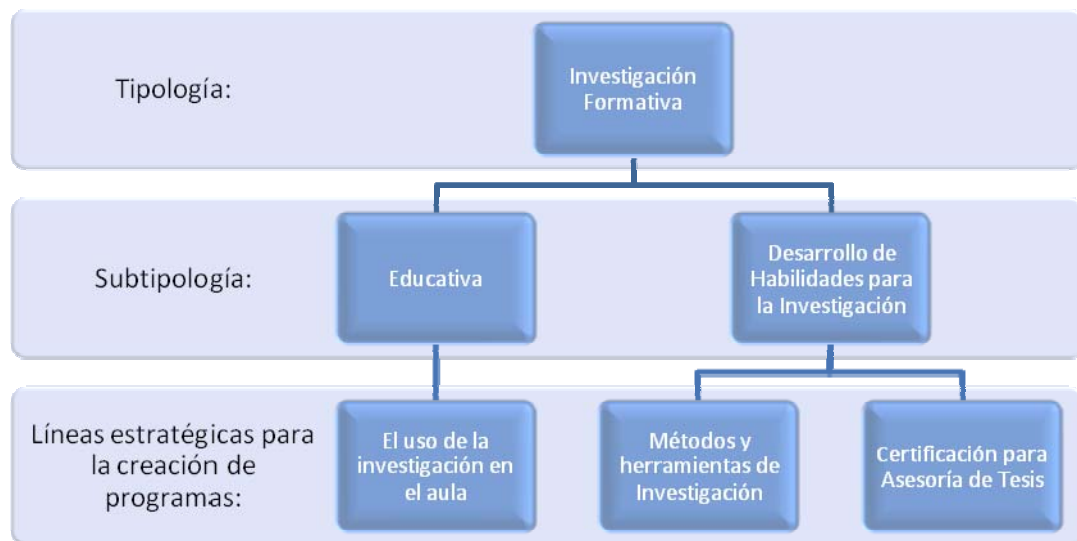 Tipología:
Investigación
Formativa
Subtipología:
Educativa
Desarrollo de
Habilidades para
la Investigación
Líneas estratégicas para
la creación de
programas:
El uso de la
investigación en
el aula
Métodos y
herramientas de
Investigación
Certificación para
Asesoría de Tesis